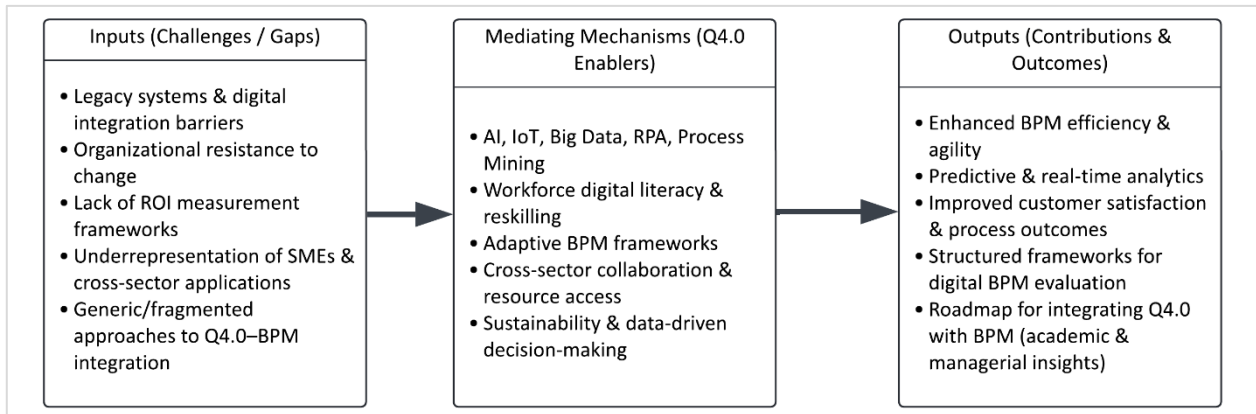 Inputs (Challenges / Gaps)
• Legacy systems & digital
integration barriers
• Organizational resistance to
change
• Lack of ROI measurement
frameworks
• Underrepresentation of SMEs &
cross-sector applications
• Generic/fragmented
approaches to Q4.0–BPM
integration
Mediating Mechanisms (Q4.0
Enablers)
• AI, IoT, Big Data, RPA, Process
Mining
• Workforce digital literacy &
reskilling
• Adaptive BPM frameworks
• Cross-sector collaboration &
resource access
• Sustainability & data-driven
decision-making
Outputs (Contributions &
Outcomes)
• Enhanced BPM efficiency &
agility
• Predictive & real-time analytics
• Improved customer satisfaction
& process outcomes
• Structured frameworks for
digital BPM evaluation
• Roadmap for integrating Q4.0
with BPM (academic &
managerial insights)